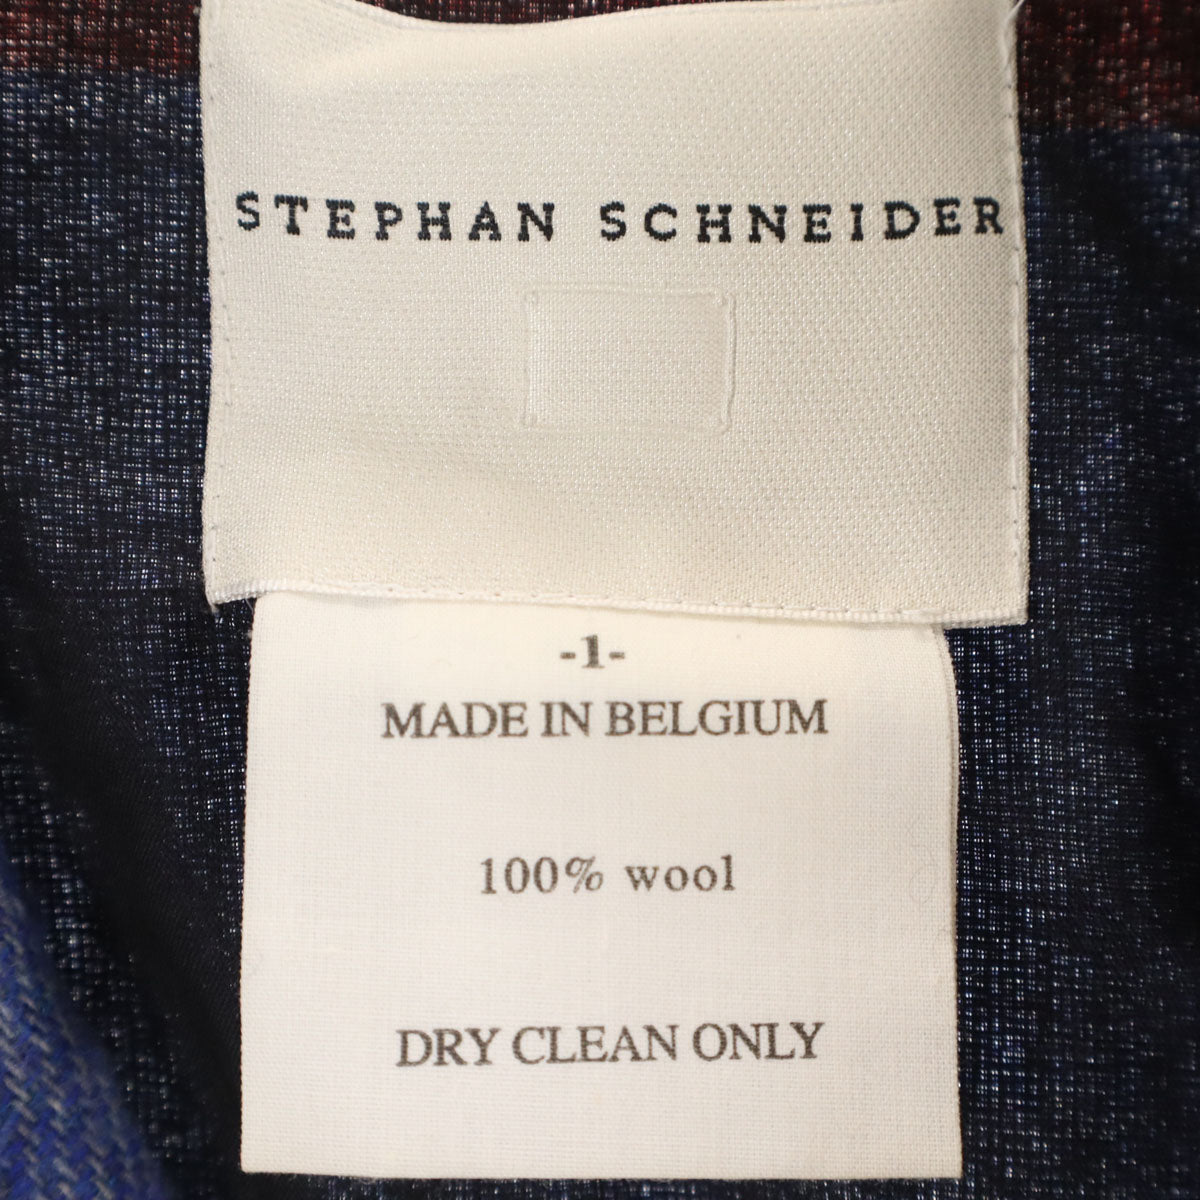 STEPHAN SCHNEIDER
-1-
MADE IN BELGIUM
100% wool
DRY CLEAN ONLY